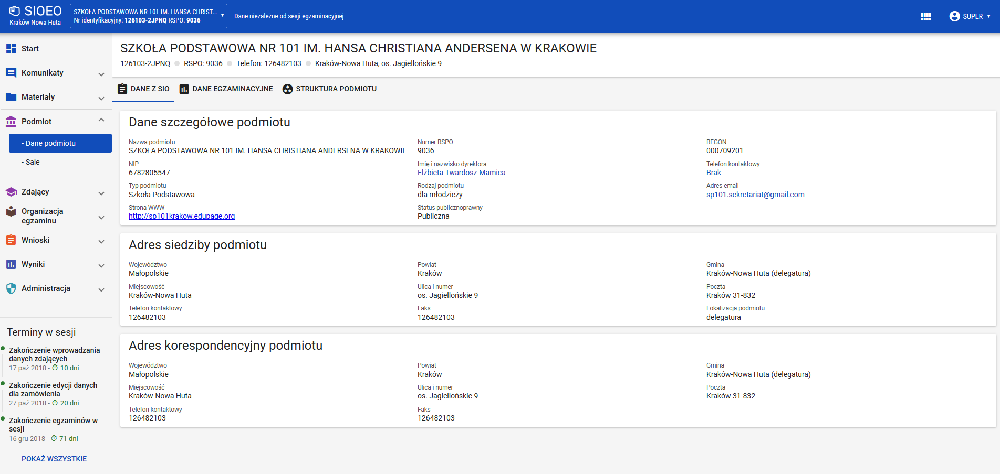 SIOEO
Kraków-Nowa Huta
SZKOŁA PODSTAWOWA NR 101 IM. HANSA CHRIST...
Nr identyfikacyjny: 126103-2JPNQ RSPO: 9036
Dane niezależne od sesji egzaminacyjnej
SUPER
Start
Komunikaty
Materiały
Podmiot
- Dane podmiotu
- Sale
Zdający
Organizacja
egzaminu
Wnioski
Wyniki
Administracja
Terminy w sesji
Zakończenie wprowadzania
danych zdających
17 paź 2018 - 10 dni
Zakończenie edycji danych
dla zamówienia
27 paź 2018 - 20 dni
Zakończenie egzaminów w
sesji
16 gru 2018 - 71 dni
POKAŻ WSZYSTKIE
SZKOŁA PODSTAWOWA NR 101 IM. HANSA CHRISTIANA ANDERSENA W KRAKOWIE
126103-2JPNQ RSPO: 9036 Telefon: 126482103 Kraków-Nowa Huta, os. Jagiellońskie 9
DANE Z SIO DANE EGZAMINACYJNE STRUKTURA PODMIOTU
Dane szczegółowe podmiotu
Nazwa podmiotu Numer RSPO REGON
SZKOŁA PODSTAWOWA NR 101 IM. HANSA CHRISTIANA ANDERSENA W KRAKOWIE 9036 000709201
NIP Imię i nazwisko dyrektora Telefon kontaktowy
6782805547 Elżbieta Twardosz-Mamica Brak
Typ podmiotu Rodzaj podmiotu Adres email
Szkoła Podstawowa dla młodzieży sp101.sekretariat@gmail.com
Strona WWW Status publicznoprawny
http://sp101krakow.edupage.org Publiczna
Adres siedziby podmiotu
Województwo Powiat Gmina
Małopolskie Kraków Kraków-Nowa Huta (delegatura)
Miejscowość Ulica i numer Poczta
Kraków-Nowa Huta os. Jagiellońskie 9 Kraków 31-832
Telefon kontaktowy Faks Lokalizacja podmiotu
126482103 126482103 delegatura
Adres korespondencyjny podmiotu
Województwo Powiat Gmina
Małopolskie Kraków Kraków-Nowa Huta (delegatura)
Miejscowość Ulica i numer Poczta
Kraków-Nowa Huta os. Jagiellońskie 9 Kraków 31-832
Telefon kontaktowy Faks
126482103 126482103